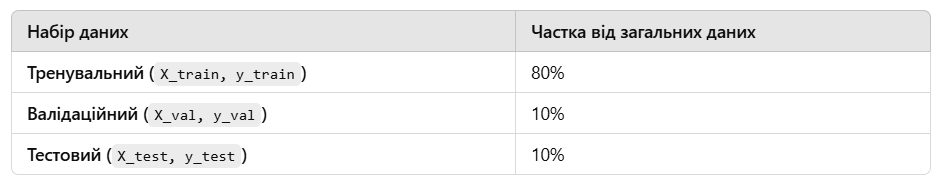 Набір даних Частка від загальних даних
Тренувальний ( X_train, y_train ) 80%
Валідаційний ( X_val, y_val ) 10%
Тестовий ( X_test, y_test ) 10%